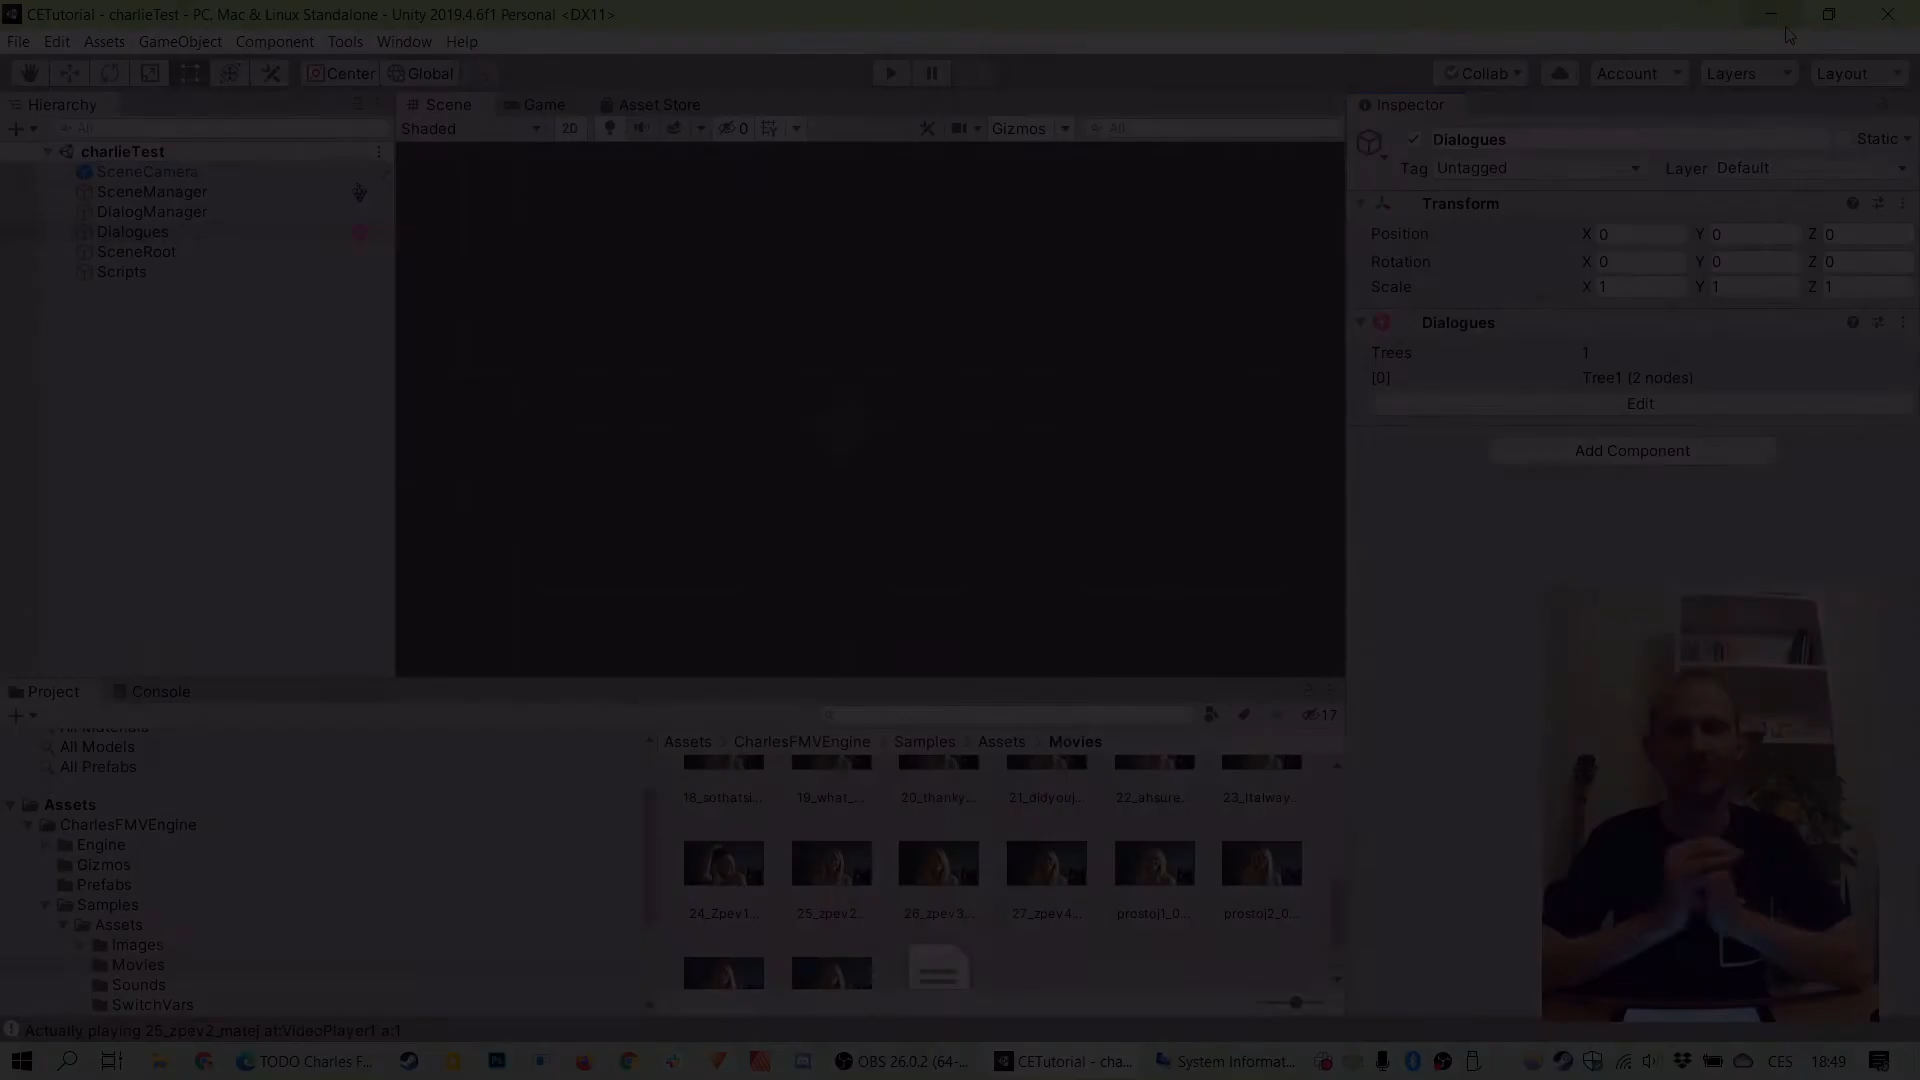 CETutorial - charlieTest - PC, Mac & Linux Standalone - Unity 2019.4.6f1 Personal <DX11>
File Edit Assets GameObject Component Tools Window Help
Center Global Collab Account Layers Layout
Hierarchy Scene Game Asset Store Inspector
All Shaded 2D 0 Gizmos All
charlieTest
SceneCamera
SceneManager
DialogManager
Dialogues
SceneRoot
Scripts
Dialogues Static
Tag Untagged Layer Default
Transform
Position X 0 Y 0 Z 0
Rotation X 0 Y 0 Z 0
Scale X 1 Y 1 Z 1
Dialogues
Trees 1
[0] Tree1 (2 nodes)
Edit
Add Component
Project Console
17
All Materials
All Models
All Prefabs
Assets
CharlesFMVEngine
Engine
Gizmos
Prefabs
Samples
Assets
Images
Movies
Sounds
SwitchVars
Assets CharlesFMVEngine Samples Assets Movies
18_sothatsi... 19_what_... 20_thanky... 21_didyouj... 22_ahsure... 23_Italway...
24_Zpev1... 25_zpev2... 26_zpev3... 27_zpev4... prostoj1_0... prostoj2_0...
Actually playing 25_zpev2_matej at:VideoPlayer1 a:1
TODO Charles F... OBS 26.0.2 (64-... CETutorial - cha... System Informat... CES 18:49